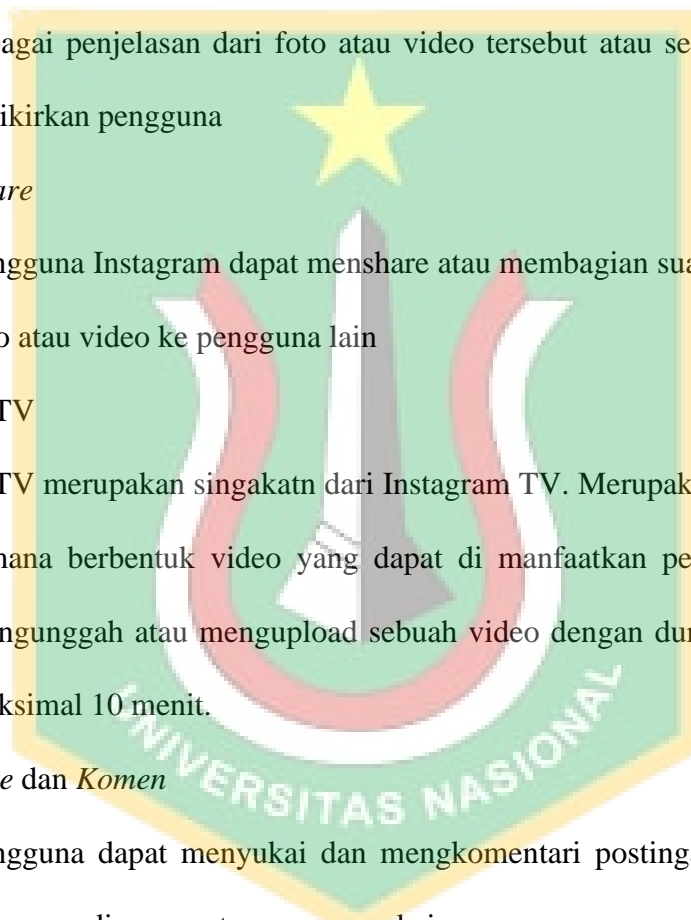 bagai penjelasan dari foto atau video tersebut atau se
ikirkan pengguna
are
ngguna Instagram dapat menshare atau membagian sua
o atau video ke pengguna lain
TV
TV merupakan singakatn dari Instagram TV. Merupak
berbentuk video yang dapat di manfaatkan pe
ngunggah atau mengupload sebuah video dengan dur
ksimal 10 menit.
e dan Komen
ngguna dapat menyukai dan mengkomentari posting
UNIVERSITAS NASIONAL